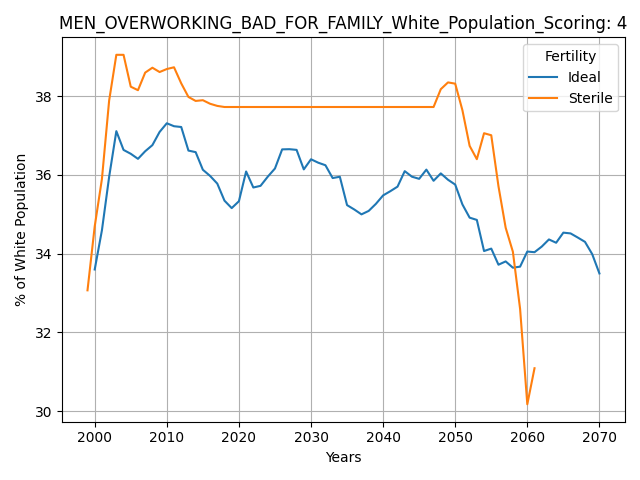 MEN_OVERWORKING_BAD_FOR_FAMILY_White_Population_Scoring: 4
Fertility
Ideal
Sterile
% of White Population
38
36
34
32
30
2000 2010 2020 2030 2040 2050 2060 2070
Years